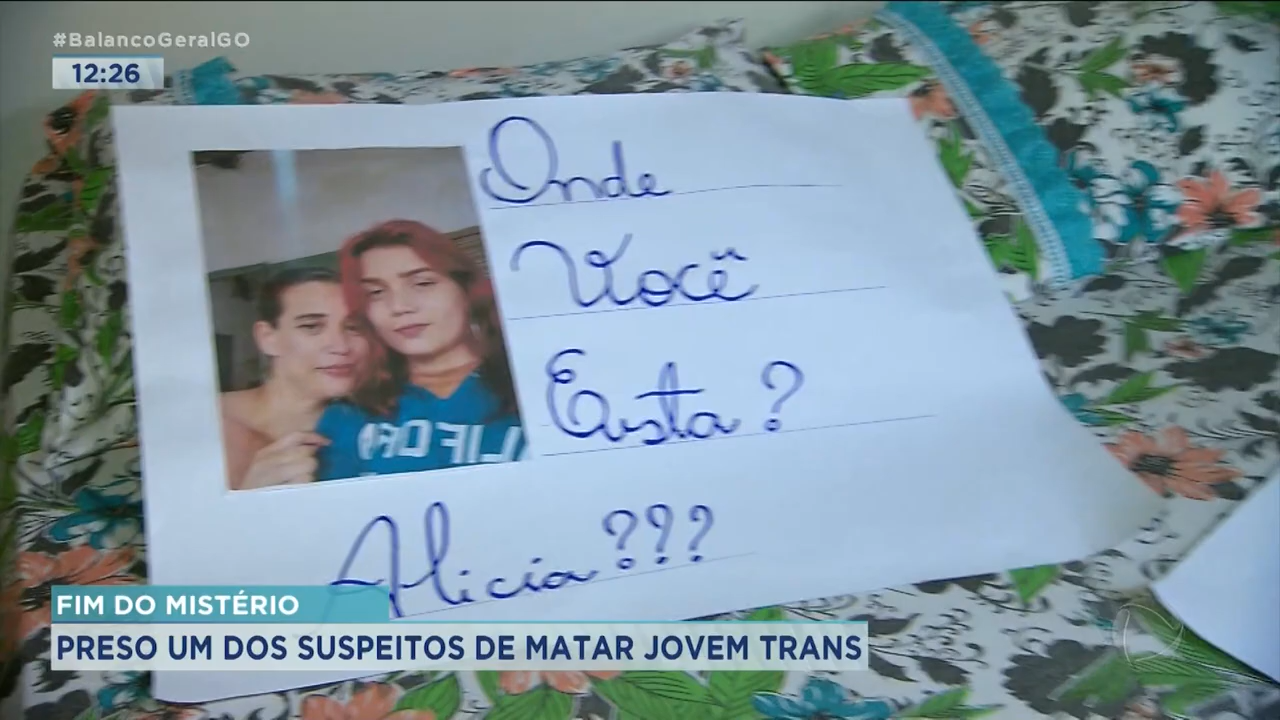 #BalancoGeralGO
12:26
Onde
Você
Esta?
Alicia???
FIM DO MISTÉRIO
PRESO UM DOS SUSPEITOS DE MATAR JOVEM TRANS